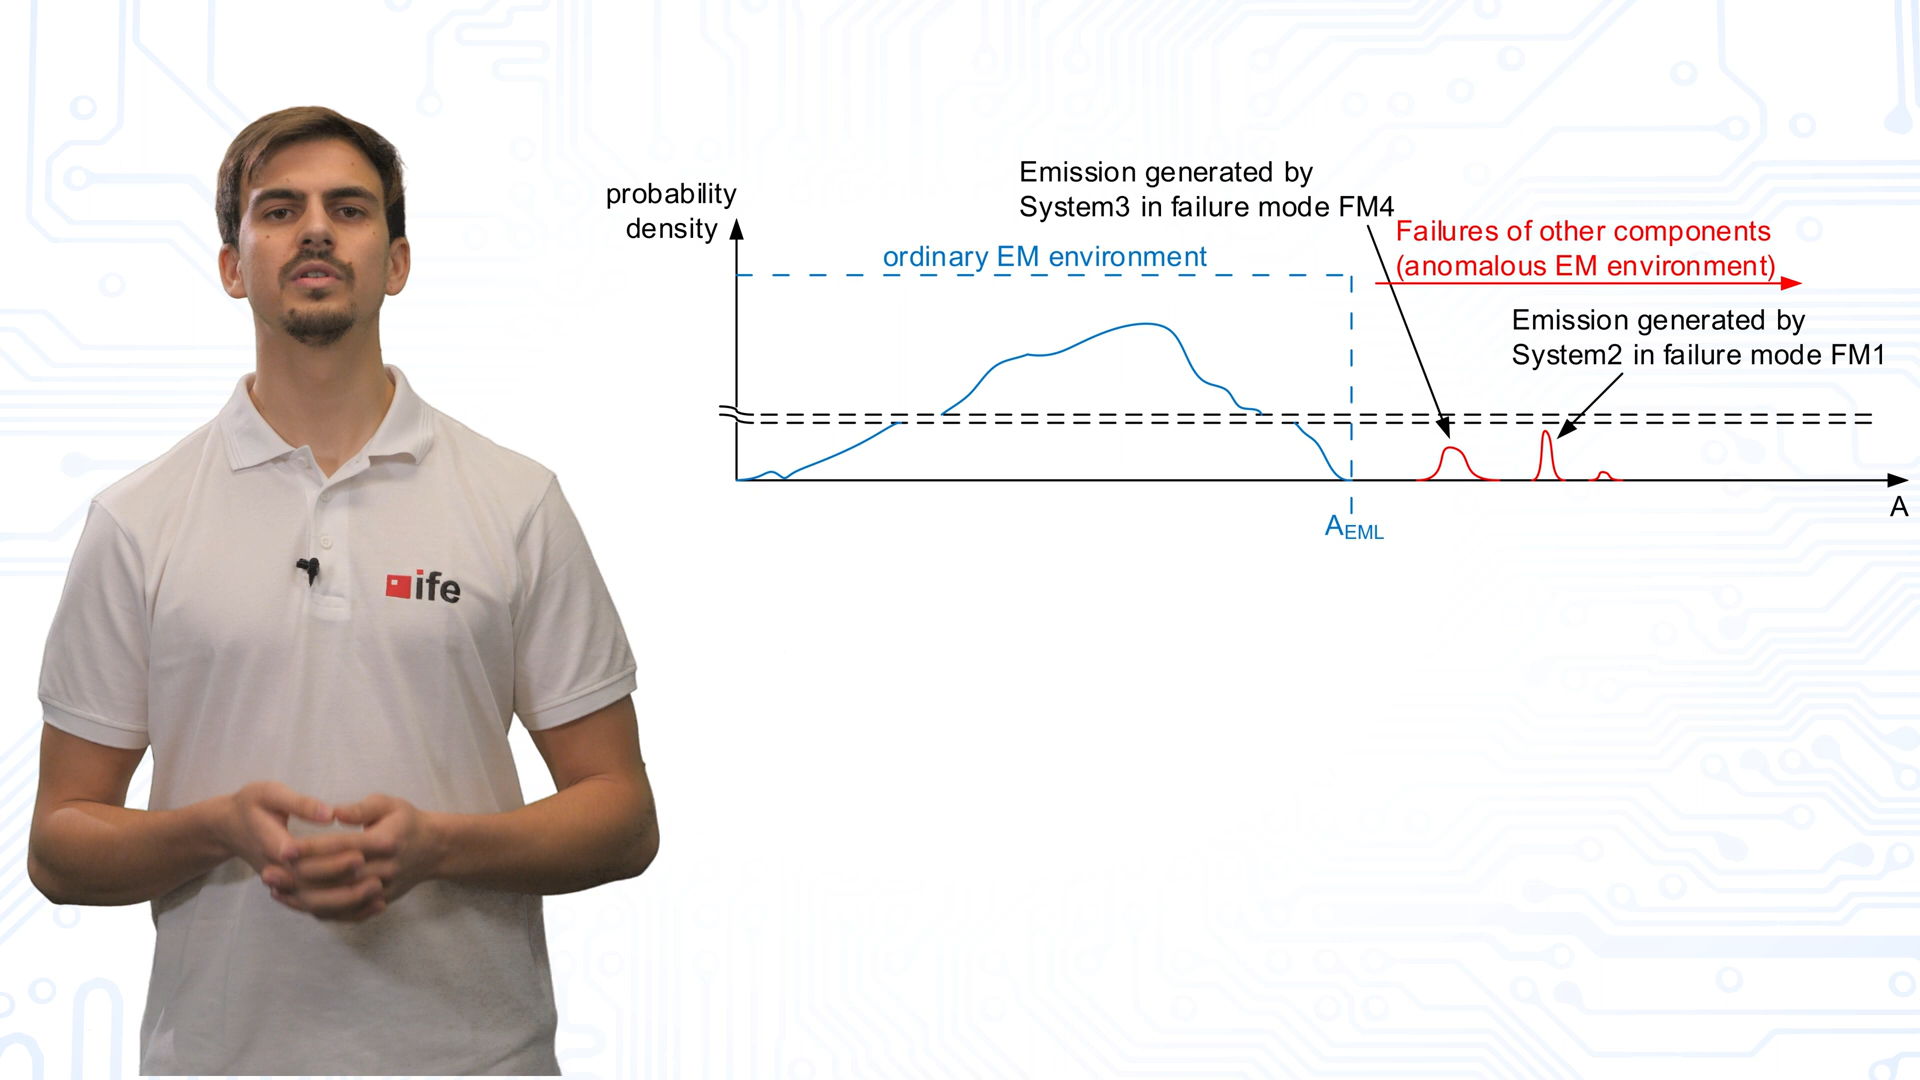 Emission generated by
System3 in failure mode FM4
probability
density
Failures of other components
(anomalous EM environment)
ordinary EM environment
Emission generated by
System2 in failure mode FM1
A
AEML
ife